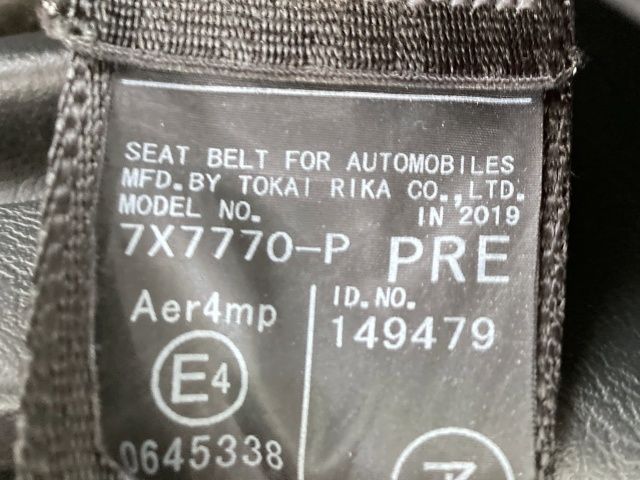 SEAT BELT FOR AUTOMOBILES
MFD.BY TOKAI RIKA CO.,LTD.
MODEL NO. IN 2019
7X7770-P PRE
Aer4mp
E4
0645338
ID.NO.
149479